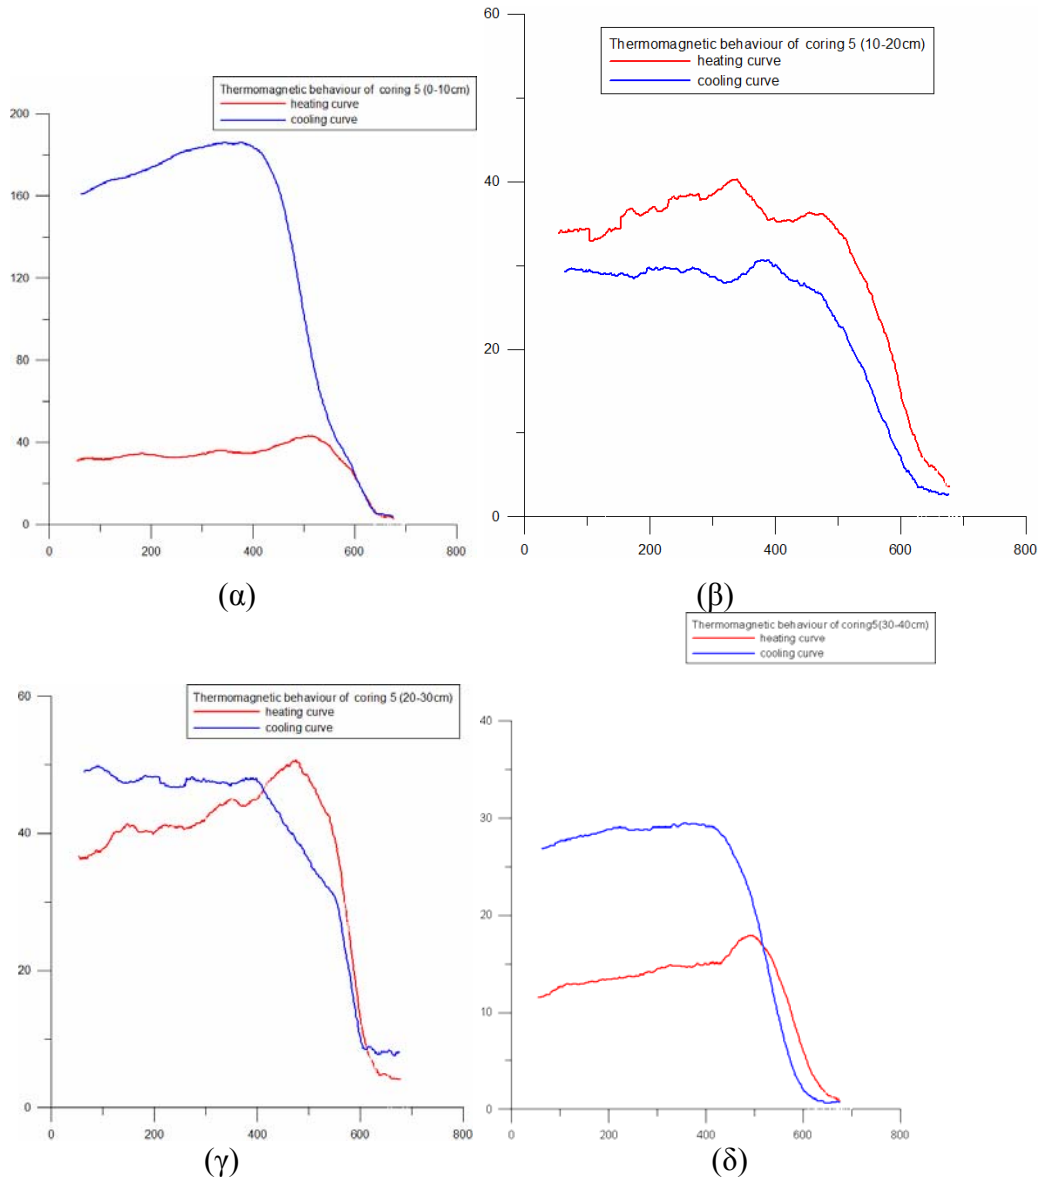 Thermomagnetic behaviour of coring 5 (0-10cm)
heating curve
cooling curve
200
160
120
80
40
0
0 200 400 600 800
(α)
60
Thermomagnetic behaviour of coring 5 (10-20cm)
heating curve
cooling curve
40
20
0
0 200 400 600 800
(β)
Thermomagnetic behaviour of coring 5 (20-30cm)
heating curve
cooling curve
60
40
20
0
0 200 400 600 800
(γ)
Thermomagnetic behaviour of coring5(30-40cm)
heating curve
cooling curve
40
30
20
10
0
0 200 400 600 800
(δ)